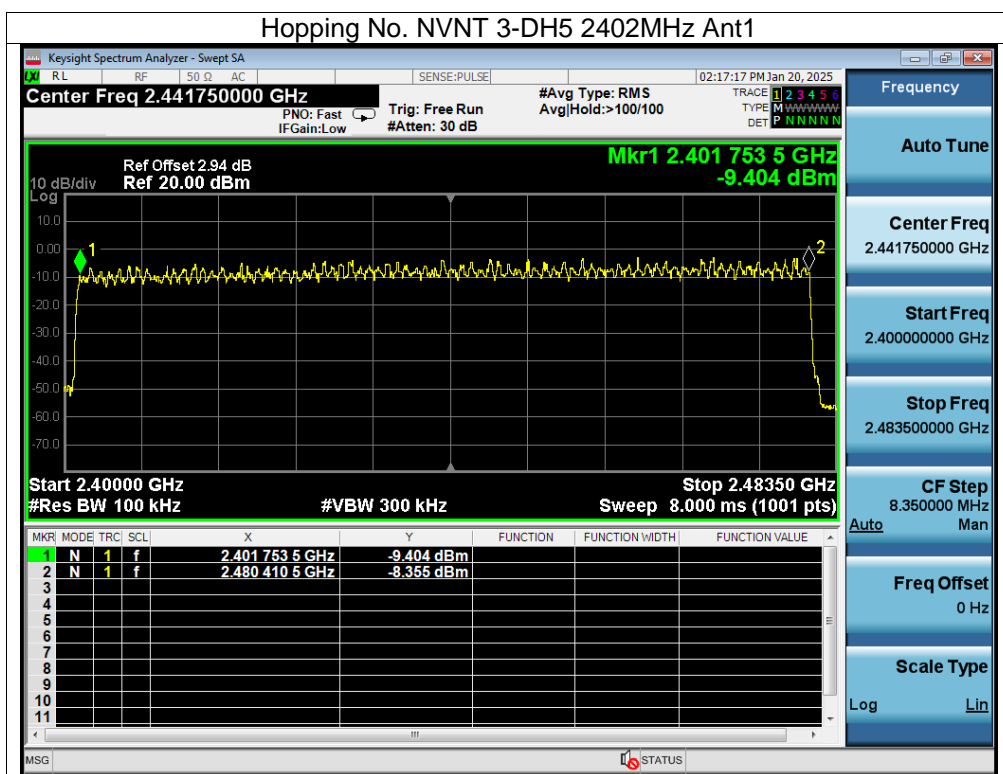 Hopping No. NVNT 3-DH5 2402MHz Ant1
Keysight Spectrum Analyzer - Swept SA
LXI RL RF 50 Ω AC SENSE:PULSE 02:17:17 PM Jan 20, 2025
Center Freq 2.441750000 GHz #Avg Type: RMS TRACE 1 2 3 4 5 6
PNO: Fast Trig: Free Run Avg|Hold:>100/100 TYPE M W W W W W
IFGain:Low #Atten: 30 dB DET P N N N N N
Mkr1 2.401 753 5 GHz
Ref Offset 2.94 dB
10 dB/div Ref 20.00 dBm -9.404 dBm
Log
10.0
0.00
-10.0
-20.0
-30.0
-40.0
-50.0
-60.0
-70.0
1
2
Start 2.40000 GHz Stop 2.48350 GHz
#Res BW 100 kHz #VBW 300 kHz Sweep 8.000 ms (1001 pts)
MKR MODE TRC SCL X Y FUNCTION FUNCTION WIDTH FUNCTION VALUE
1 N 1 f 2.401 753 5 GHz -9.404 dBm
2 N 1 f 2.480 410 5 GHz -8.355 dBm
3
4
5
6
7
8
9
10
11
MSG STATUS
Frequency
Auto Tune
Center Freq
2.441750000 GHz
Start Freq
2.400000000 GHz
Stop Freq
2.483500000 GHz
CF Step
8.350000 MHz
Auto Man
Freq Offset
0 Hz
Scale Type
Log Lin